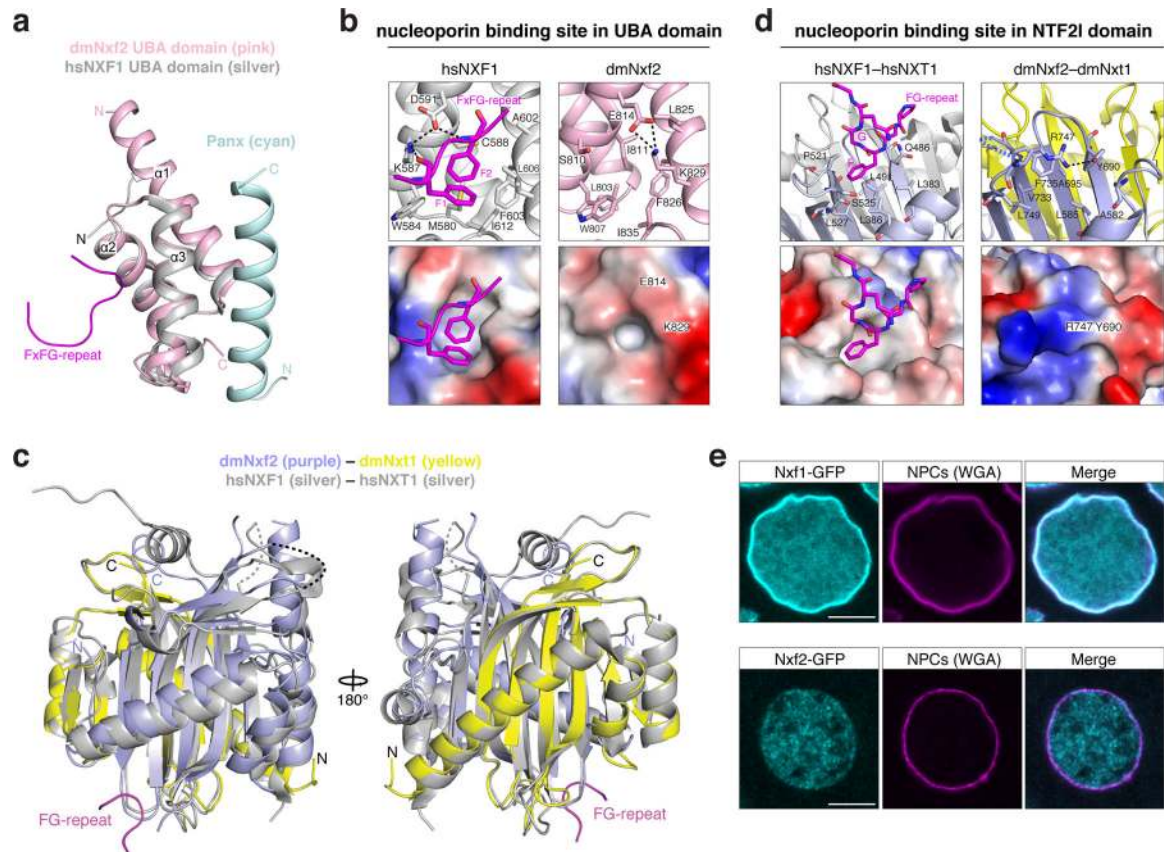 a
dmNxf2 UBA domain (pink)
hsNXF1 UBA domain (silver)
N
Panx (cyan)
C
α1
N
α2
α3
FxFG-repeat
C
N
b
nucleoporin binding site in UBA domain
hsNXF1
dmNxf2
D591
FxFG-repeat
A602
C588
K587
F2
L606
F1
F603
W584
M580
I612
E814
L825
S810
I811
K829
L803
F826
W807
I835
E814
K829
d
nucleoporin binding site in NTF2l domain
hsNXF1–hsNXT1
dmNxf2–dmNxt1
FG-repeat
G
Q486
P521
F
L383
S525
L527
L386
R747
Y690
F735
A595
V733
L749
L585
A582
R747 Y690
c
dmNxf2 (purple) – dmNxt1 (yellow)
hsNXF1 (silver) – hsNXT1 (silver)
C
C
N
N
FG-repeat
180°
C
C
N
N
FG-repeat
e
Nxf1-GFP
NPCs (WGA)
Merge
Nxf2-GFP
NPCs (WGA)
Merge